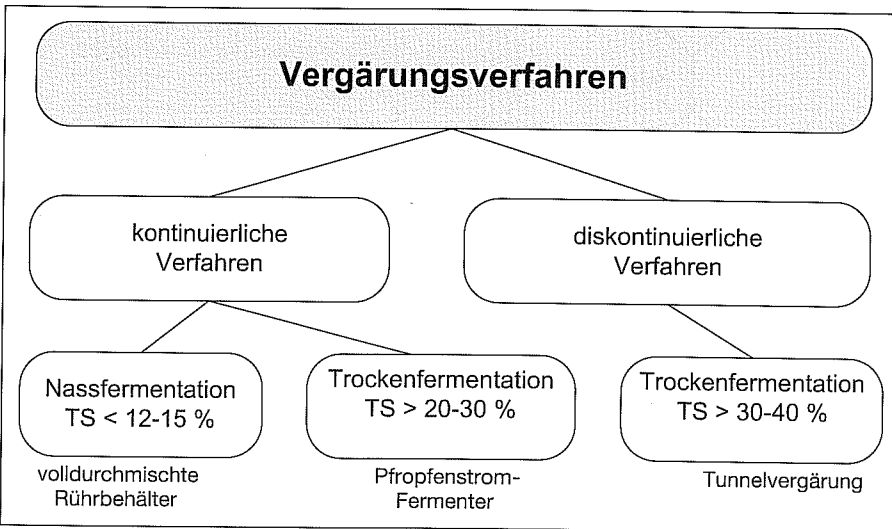 Vergärungsverfahren
kontinuierliche
Verfahren
diskontinuierliche
Verfahren
Nassfermentation
TS < 12-15 %
Trockenfermentation
TS > 20-30 %
Trockenfermentation
TS > 30-40 %
volldurchmischte
Rührbehälter
Pfropfenstrom-
Fermenter
Tunnelvergärung